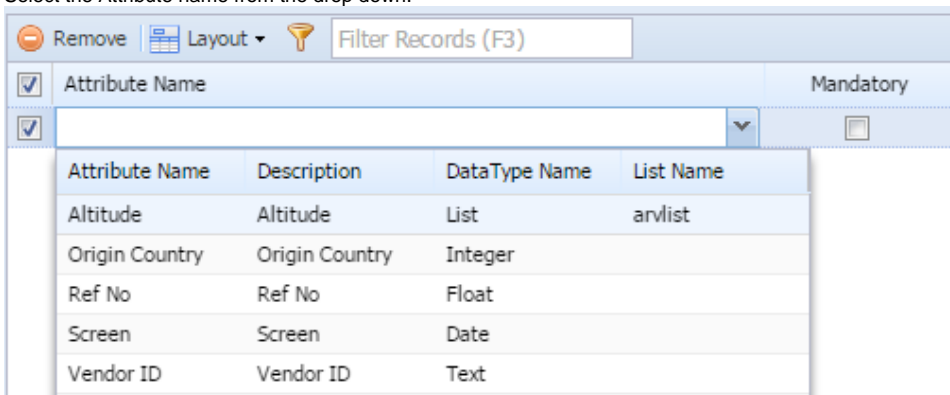 Select the Attribute name from the drop down.
Remove Layout Filter Records (F3)
Attribute Name Mandatory
Attribute Name Description DataType Name List Name
Altitude Altitude List arvlist
Origin Country Origin Country Integer
Ref No Ref No Float
Screen Screen Date
Vendor ID Vendor ID Text